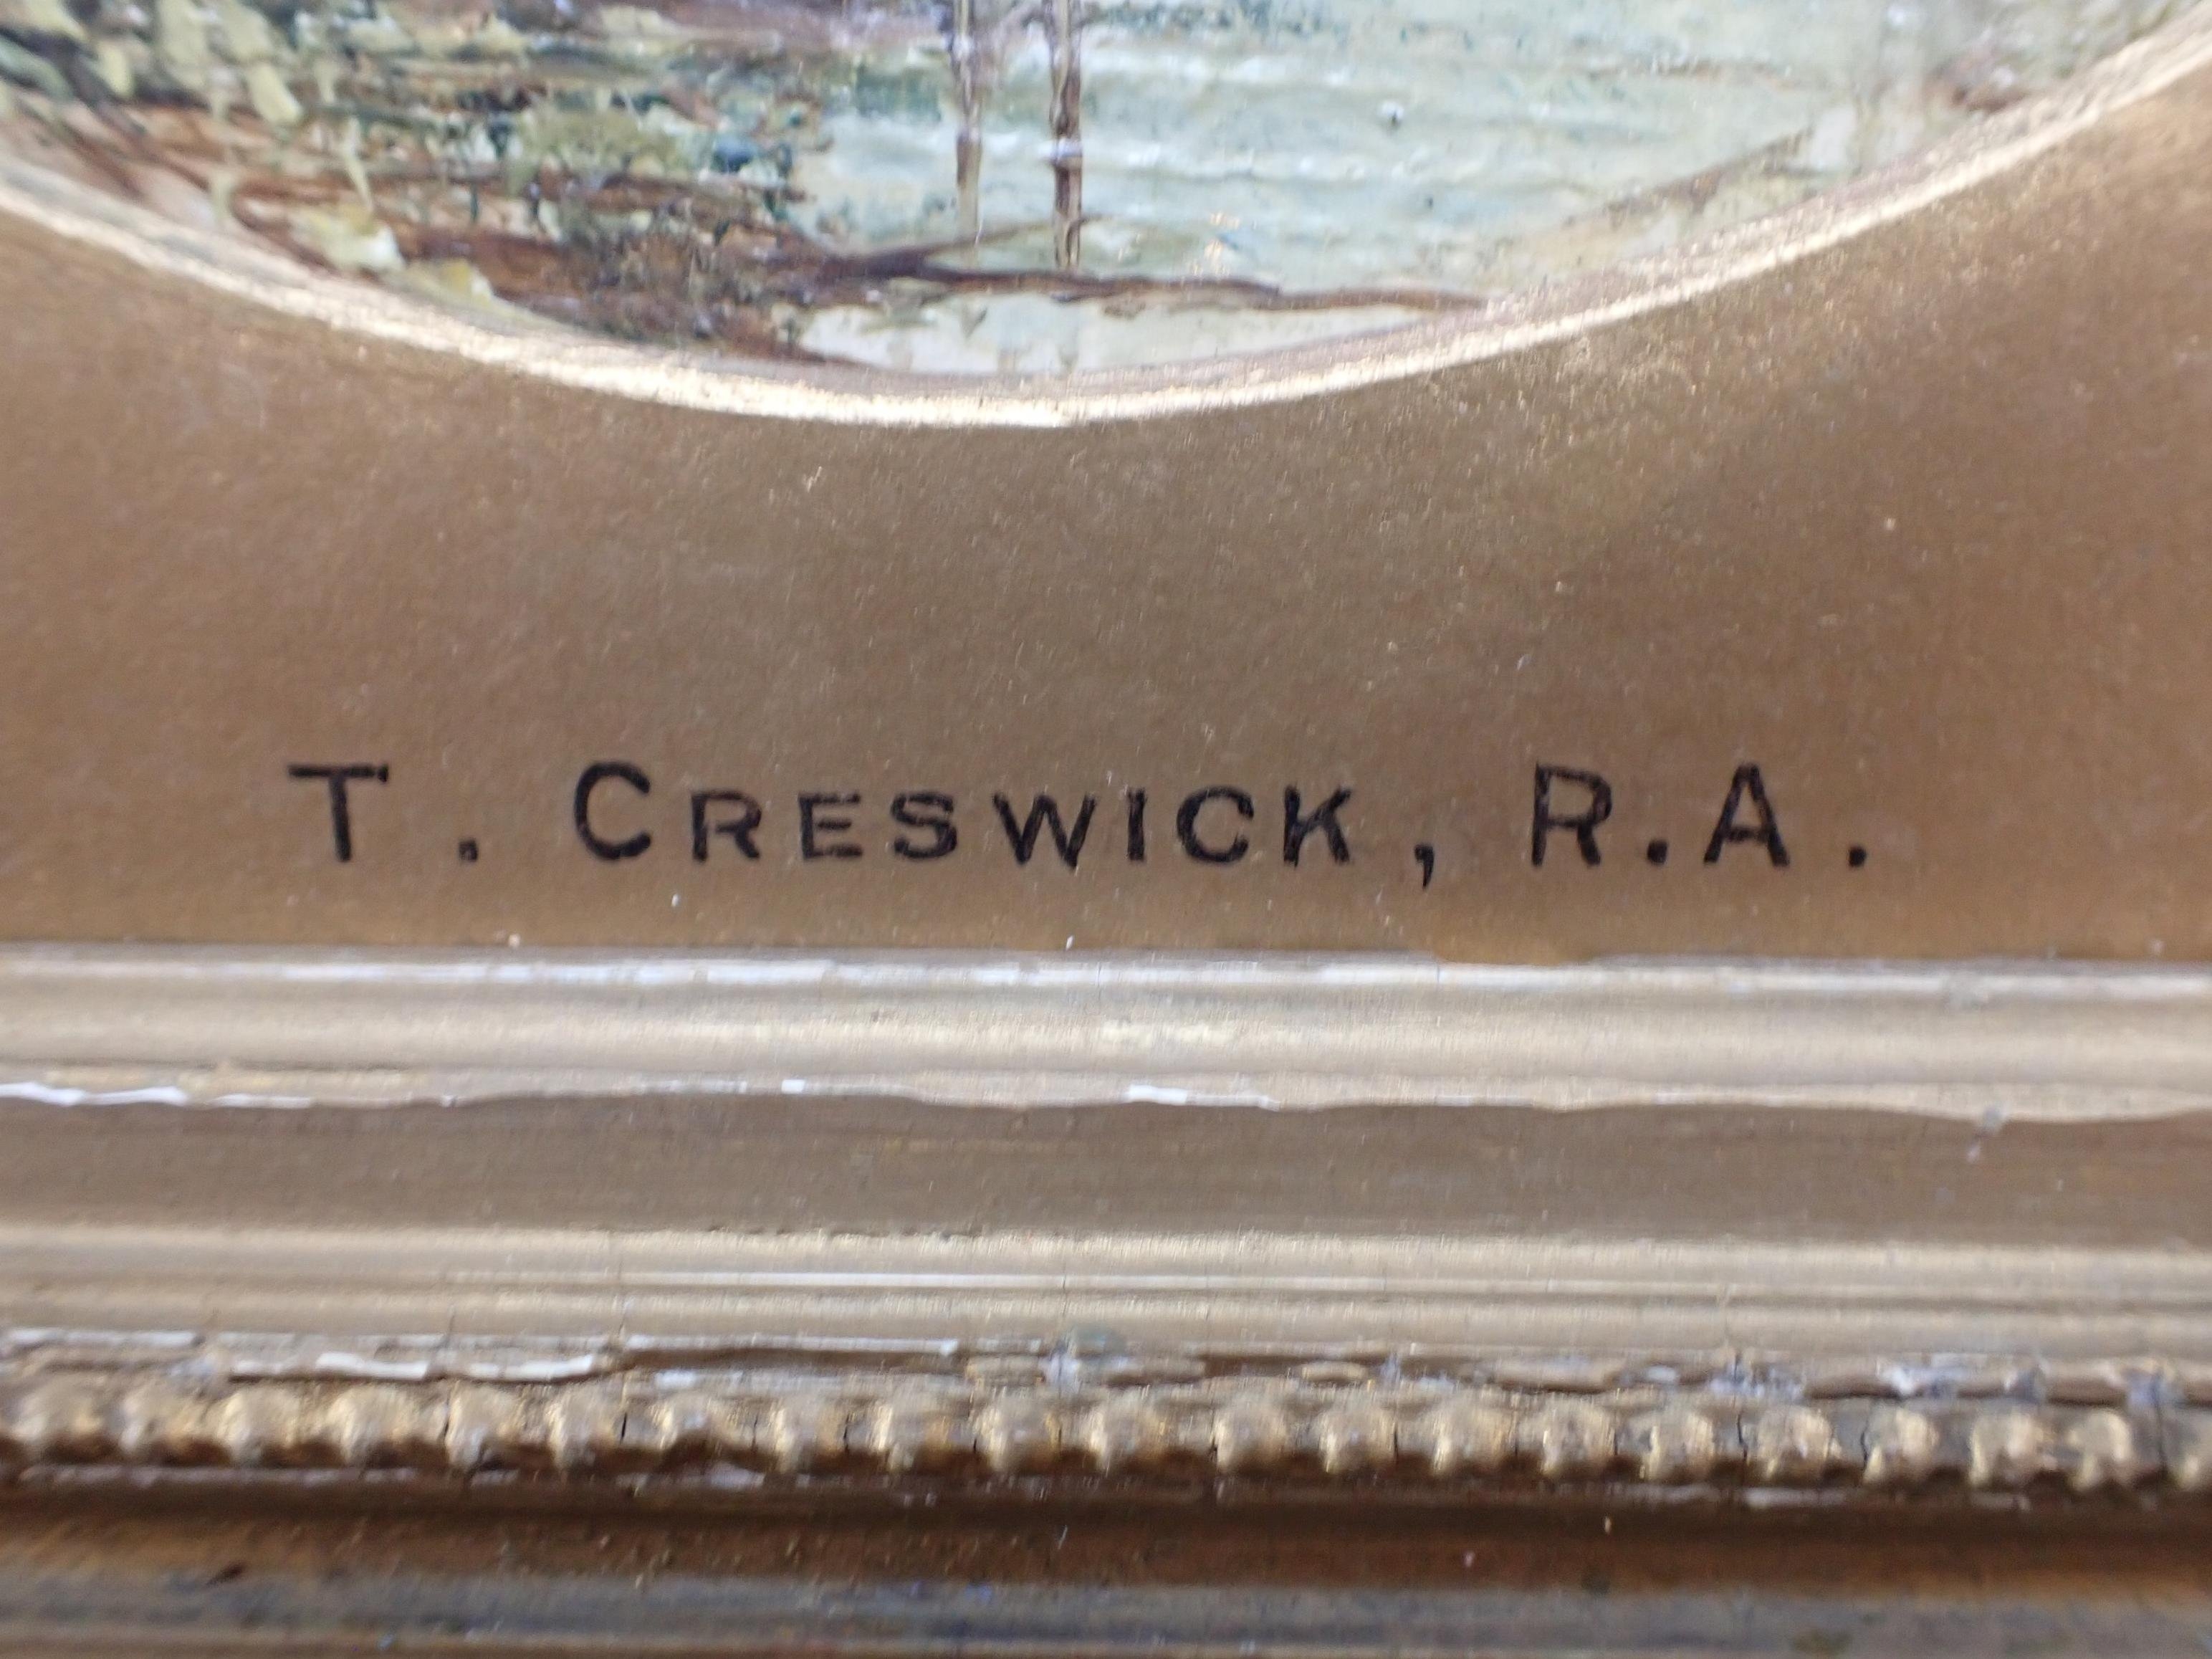 T. CRESWICK, R.A.